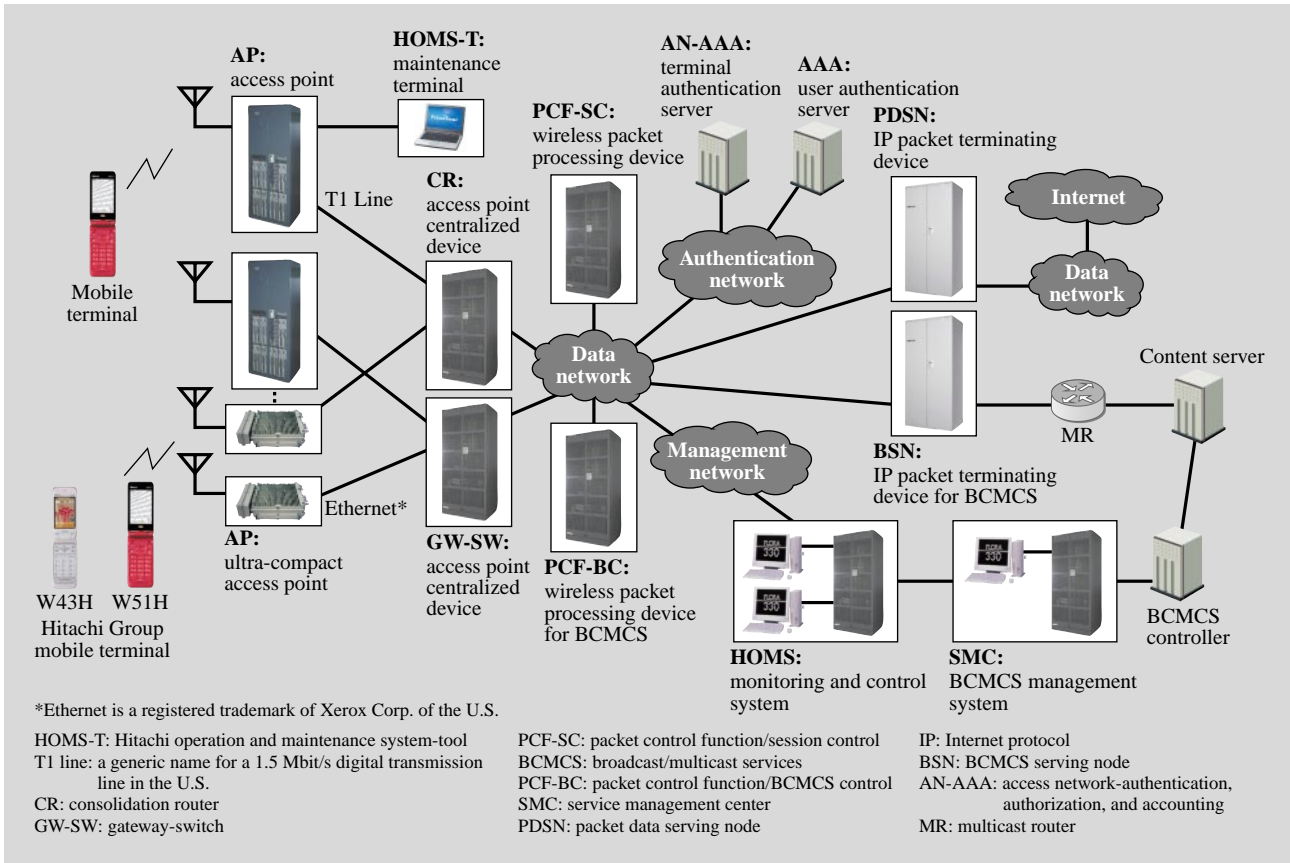 AP:
access point
HOMS-T:
maintenance
terminal
AN-AAA:
terminal
authentication
server
AAA:
user authentication
server
PCF-SC:
wireless packet
processing device
PDSN:
IP packet terminating
device
CR:
access point
centralized
device
T1 Line
Internet
Authentication
network
Data
network
Mobile
terminal
Data
network
Content server
MR
Management
network
BSN:
IP packet terminating
device for BCMCS
Ethernet*
AP:
ultra-compact
access point
GW-SW:
access point
centralized
device
PCF-BC:
wireless packet
processing device
for BCMCS
FLORA
330
FLORA
330
FLORA
330
W43H W51H
Hitachi Group
mobile terminal
BCMCS
controller
HOMS:
monitoring and control
system
SMC:
BCMCS management
system
*Ethernet is a registered trademark of Xerox Corp. of the U.S.
HOMS-T: Hitachi operation and maintenance system-tool
T1 line: a generic name for a 1.5 Mbit/s digital transmission
line in the U.S.
CR: consolidation router
GW-SW: gateway-switch
PCF-SC: packet control function/session control
BCMCS: broadcast/multicast services
PCF-BC: packet control function/BCMCS control
SMC: service management center
PDSN: packet data serving node
IP: Internet protocol
BSN: BCMCS serving node
AN-AAA: access network-authentication,
authorization, and accounting
MR: multicast router